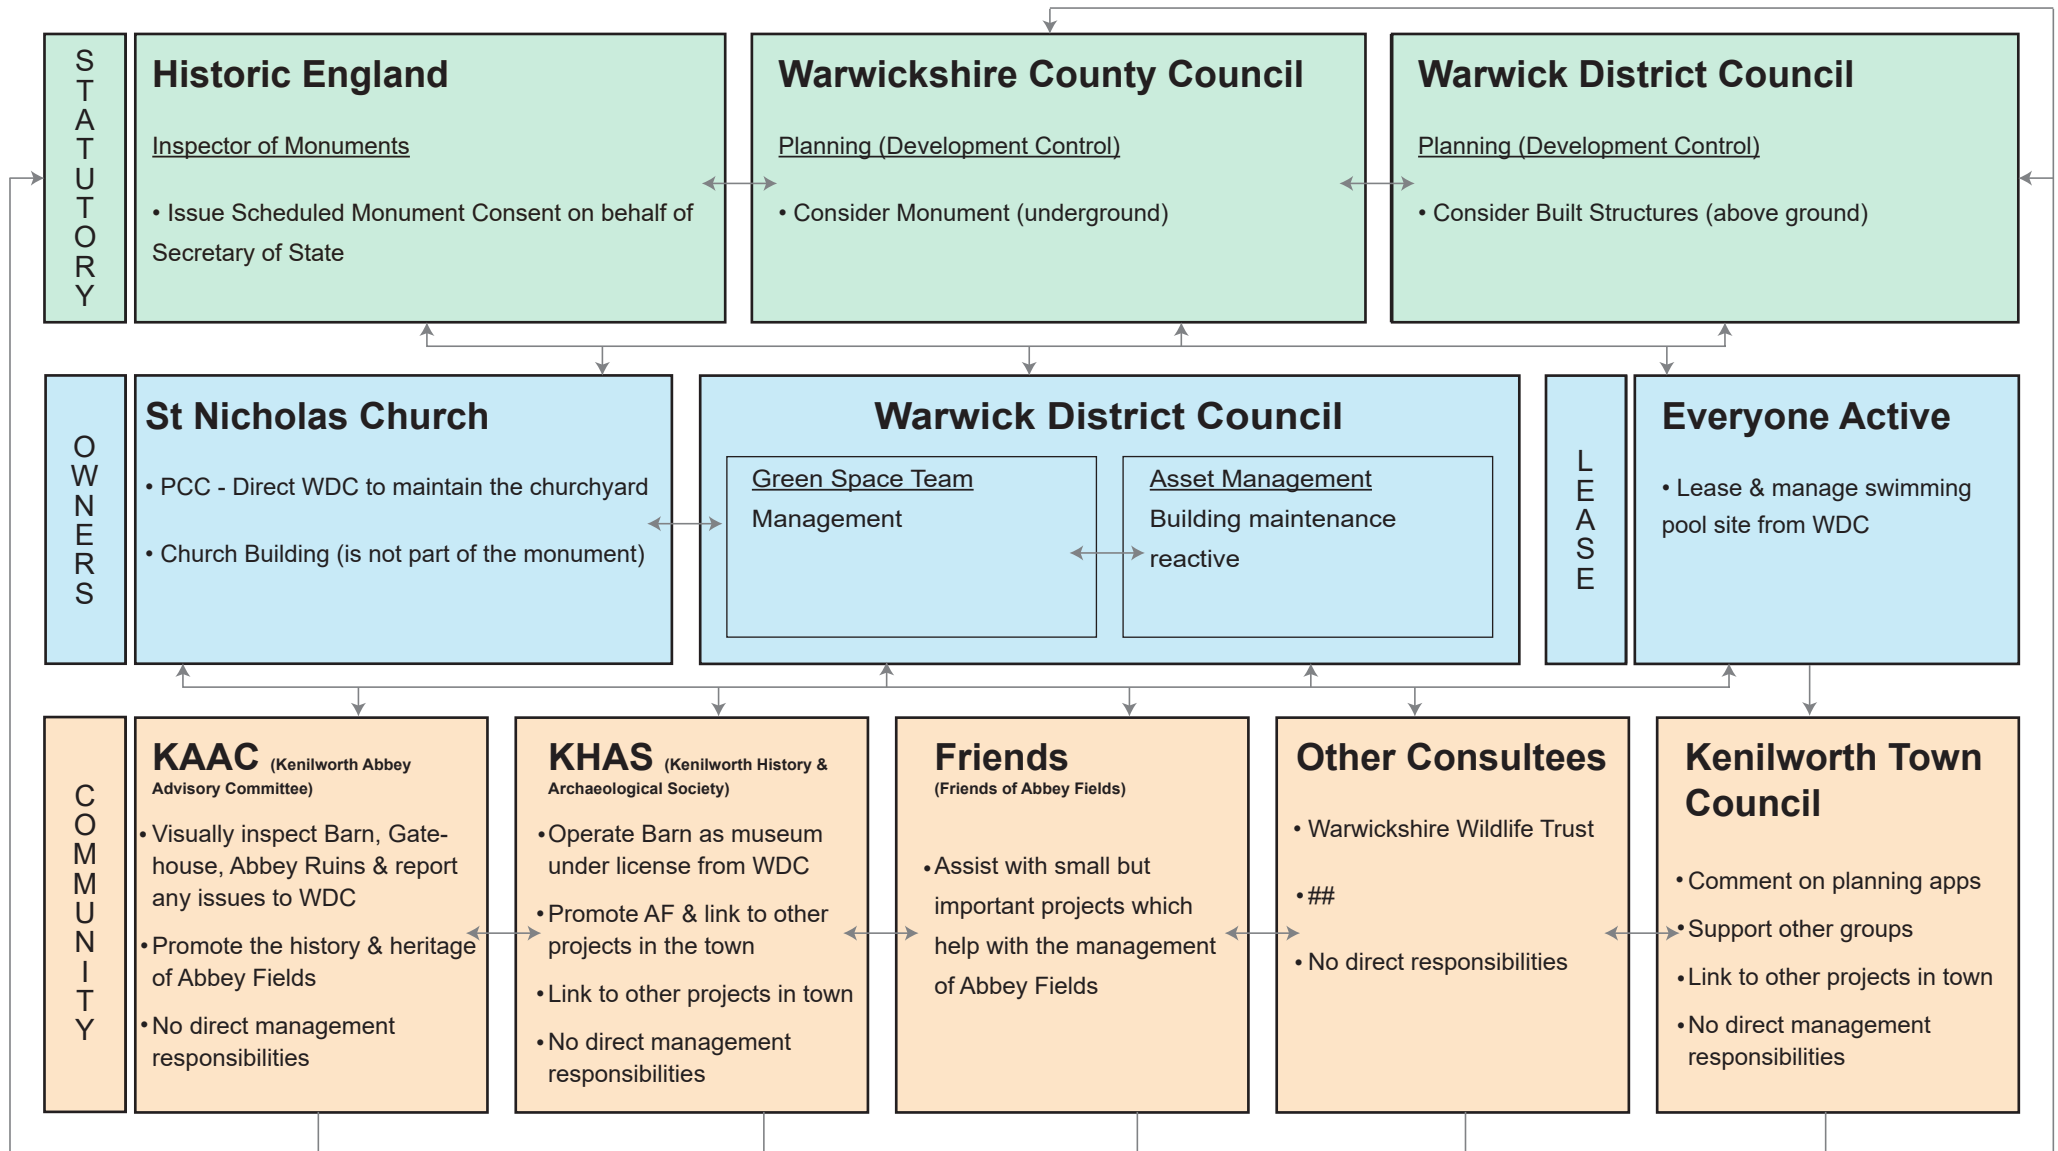 STATUTORY
Historic England
Inspector of Monuments
• Issue Scheduled Monument Consent on behalf of
Secretary of State
Warwickshire County Council
Planning (Development Control)
• Consider Monument (underground)
Warwick District Council
Planning (Development Control)
• Consider Built Structures (above ground)
OWNERS
St Nicholas Church
• PCC - Direct WDC to maintain the churchyard
• Church Building (is not part of the monument)
Warwick District Council
Green Space Team
Management
Asset Management
Building maintenance
reactive
LEASE
Everyone Active
• Lease & manage swimming
pool site from WDC
COMMUNITY
KAAC (Kenilworth Abbey
Advisory Committee)
• Visually inspect Barn, Gate-
house, Abbey Ruins & report
any issues to WDC
• Promote the history & heritage
of Abbey Fields
• No direct management
responsibilities
KHAS (Kenilworth History &
Archaeological Society)
• Operate Barn as museum
under license from WDC
• Promote AF & link to other
projects in the town
• Link to other projects in town
• No direct management
responsibilities
Friends
(Friends of Abbey Fields)
• Assist with small but
important projects which
help with the management
of Abbey Fields
Other Consultees
• Warwickshire Wildlife Trust
• ##
• No direct responsibilities
Kenilworth Town
Council
• Comment on planning apps
• Support other groups
• Link to other projects in town
• No direct management
responsibilities